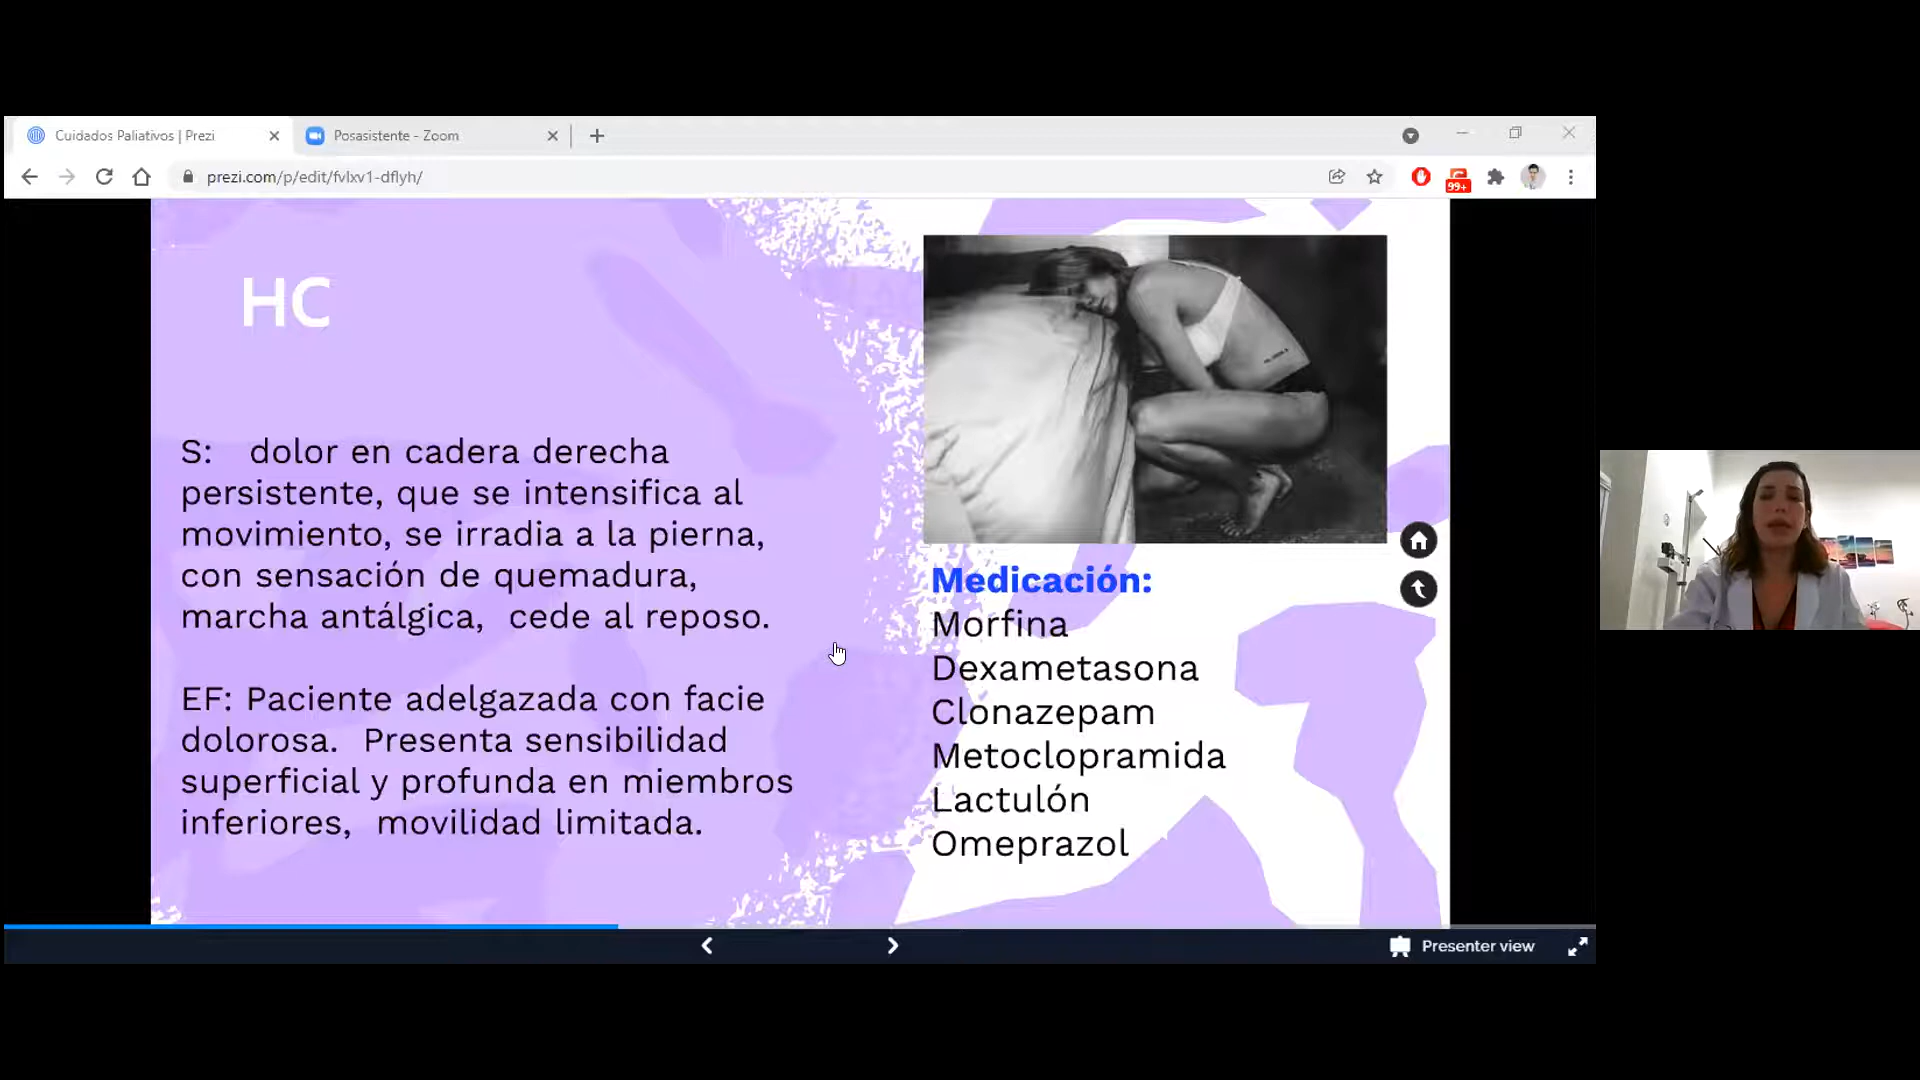 Cuidados Paliativos | Prezi
Posasistente - Zoom
prezi.com/p/edit/fvlxv1-dflyh/
99+
HC
S: dolor en cadera derecha
persistente, que se intensifica al
movimiento, se irradia a la pierna,
con sensación de quemadura,
marcha antálgica, cede al reposo.
EF: Paciente adelgazada con facie
dolorosa. Presenta sensibilidad
superficial y profunda en miembros
inferiores, movilidad limitada.
Medicación:
Morfina
Dexametasona
Clonazepam
Metoclopramida
Lactulón
Omeprazol
Presenter view